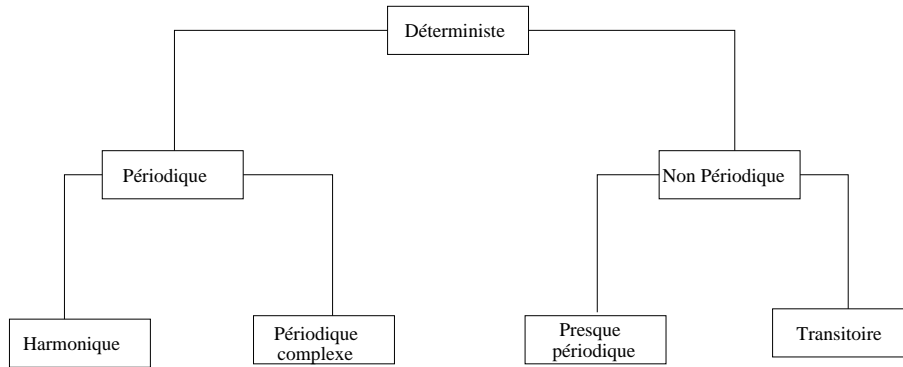 Déterministe
Périodique
Non Périodique
Harmonique
Périodique
complexe
Presque
périodique
Transitoire